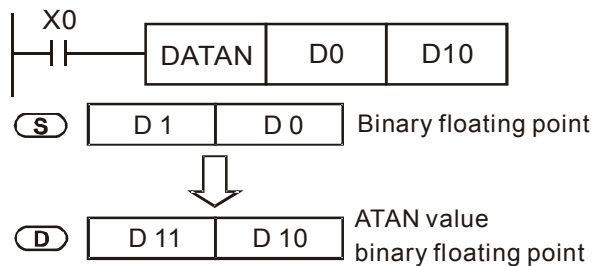 X0
DATAN D0 D10
S D 1 D 0 Binary floating point
D D 11 D 10 ATAN value
binary floating point